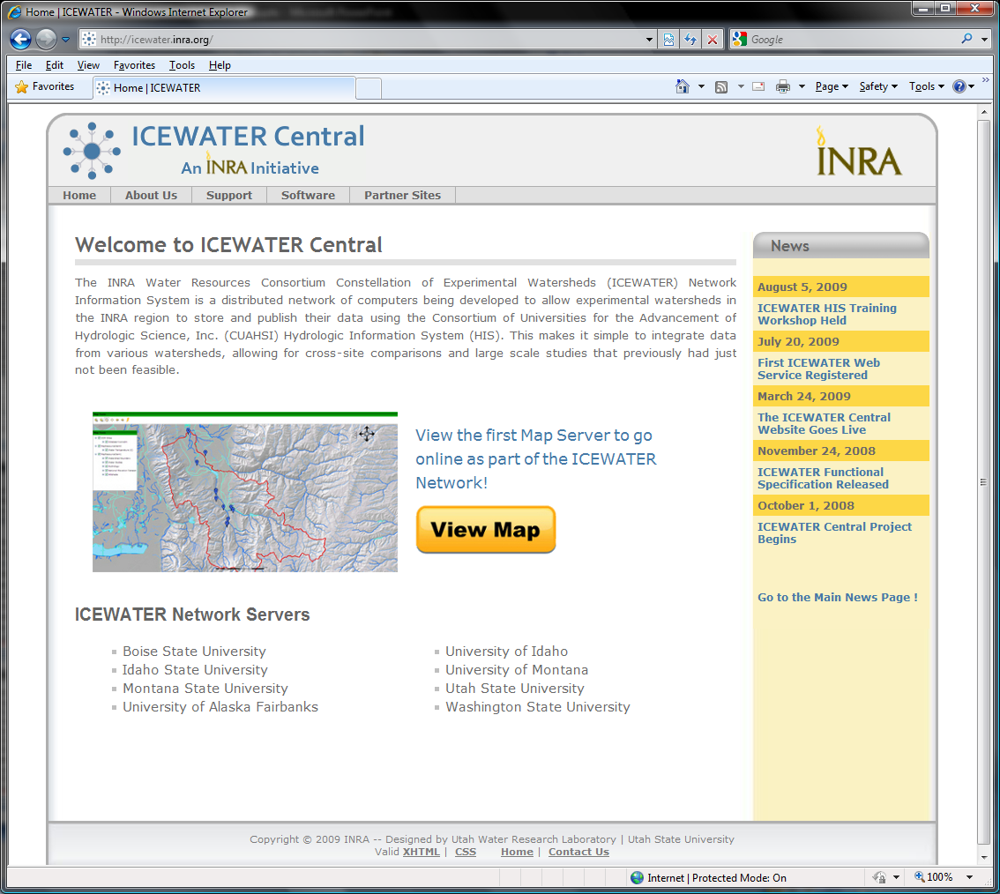 Home | ICEWATER - Windows Internet Explorer
http://icewater.inra.org/
Google
File Edit View Favorites Tools Help
Favorites
Home | ICEWATER
Page Safety Tools
ICEWATER Central
An INRA Initiative
INRA
Home About Us Support Software Partner Sites
Welcome to ICEWATER Central
The INRA Water Resources Consortium Constellation of Experimental Watersheds (ICEWATER) Network
Information System is a distributed network of computers being developed to allow experimental watersheds in
the INRA region to store and publish their data using the Consortium of Universities for the Advancement of
Hydrologic Science, Inc. (CUAHSI) Hydrologic Information System (HIS). This makes it simple to integrate data
from various watersheds, allowing for cross-site comparisons and large scale studies that previously had just
not been feasible.
View the first Map Server to go
online as part of the ICEWATER
Network!
View Map
ICEWATER Network Servers
Boise State University
Idaho State University
Montana State University
University of Alaska Fairbanks
University of Idaho
University of Montana
Utah State University
Washington State University
News
August 5, 2009
ICEWATER HIS Training
Workshop Held
July 20, 2009
First ICEWATER Web
Service Registered
March 24, 2009
The ICEWATER Central
Website Goes Live
November 24, 2008
ICEWATER Functional
Specification Released
October 1, 2008
ICEWATER Central Project
Begins
Go to the Main News Page !
Copyright © 2009 INRA -- Designed by Utah Water Research Laboratory | Utah State University
Valid XHTML | CSS Home | Contact Us
Internet | Protected Mode: On
100%